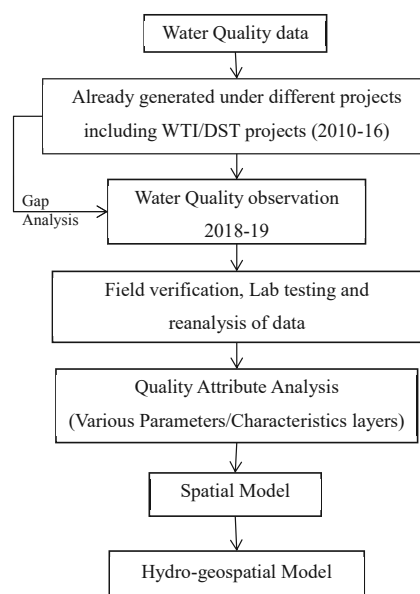 Water Quality data
Already generated under different projects
including WTI/DST projects (2010-16)
Gap
Analysis
Water Quality observation
2018-19
Field verification, Lab testing and
reanalysis of data
Quality Attribute Analysis
(Various Parameters/Characteristics layers)
Spatial Model
Hydro-geospatial Model